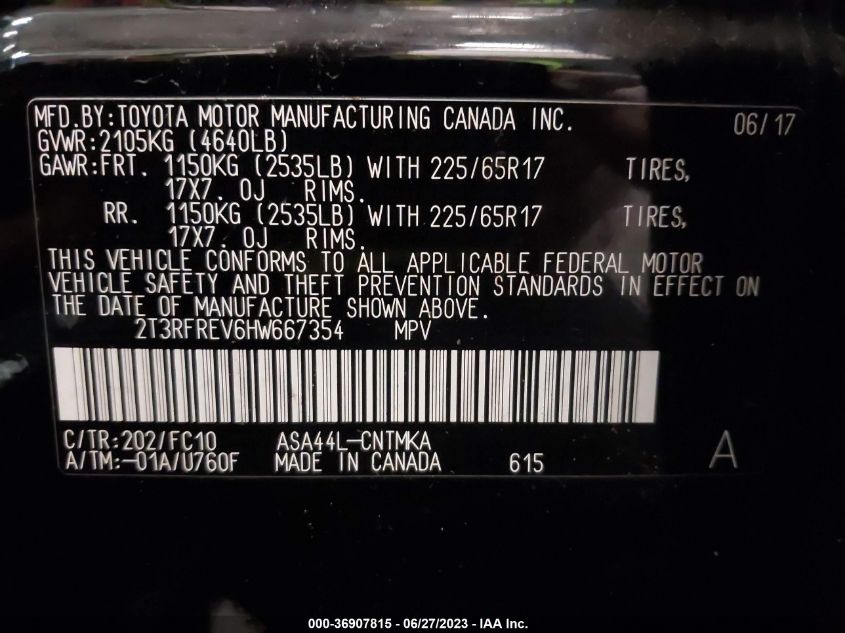 MFD.BY:TOYOTA MOTOR MANUFACTURING CANADA INC. 06/17
GVWR:2105KG (4640LB)
GAWR:FRT. 1150KG (2535LB) WITH 225/65R17 TIRES,
17X7. 0J RIMS.
RR. 1150KG (2535LB) WITH 225/65R17 TIRES,
17X7. 0J RIMS.
THIS VEHICLE CONFORMS TO ALL APPLICABLE FEDERAL MOTOR
VEHICLE SAFETY AND THEFT PREVENTION STANDARDS IN EFFECT ON
THE DATE OF MANUFACTURE SHOWN ABOVE.
2T3RFREV6HW667354 MPV
C/TR:202/FC10 ASA44L-CNTMKA A
A/TM:-01A/U760F MADE IN CANADA 615
000-36907815 - 06/27/2023 - IAA Inc.